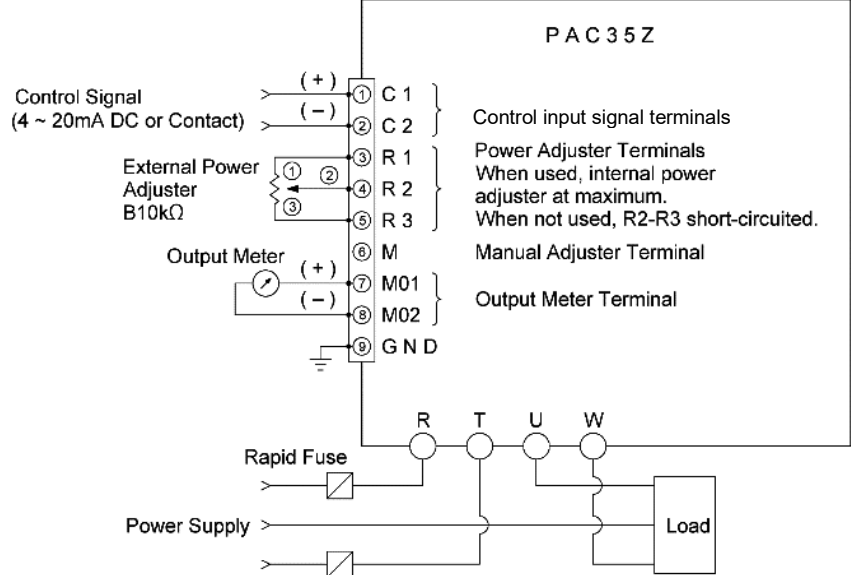 PAC35Z
Control Signal
(4 ~ 20mA DC or Contact)
(+)
(−)
① C1
② C2
Control input signal terminals
External Power
Adjuster
B10kΩ
①
②
③
③ R1
④ R2
⑤ R3
Power Adjuster Terminals
When used, internal power
adjuster at maximum.
When not used, R2-R3 short-circuited.
⑥ M
Manual Adjuster Terminal
Output Meter
(+)
(−)
⑦ M01
⑧ M02
Output Meter Terminal
⑨ GND
R T U W
Rapid Fuse
Power Supply
Load